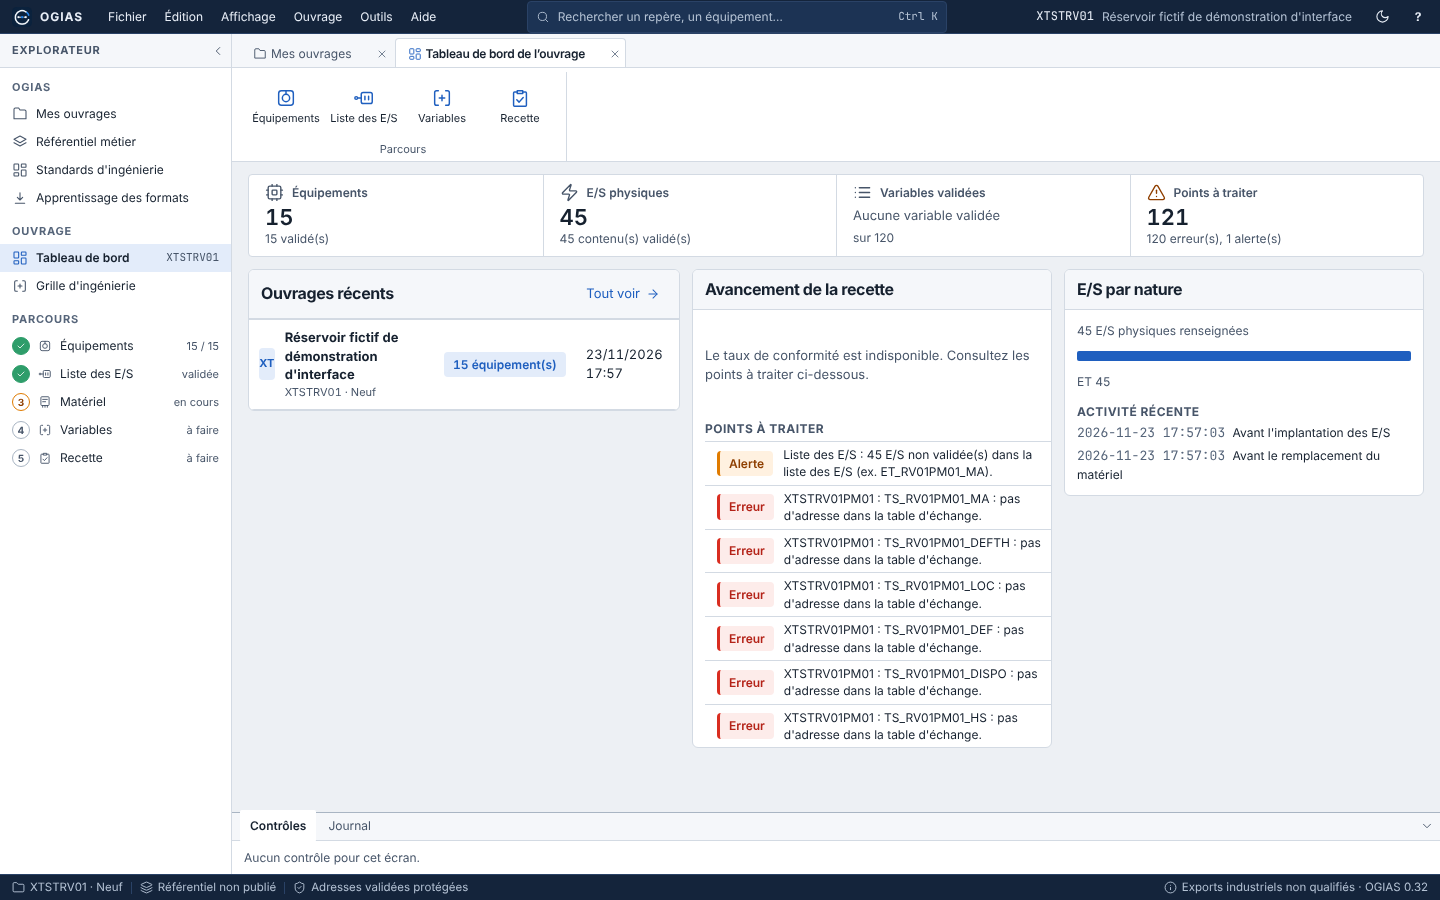 OGIAS
Fichier
Édition
Affichage
Ouvrage
Outils
Aide
Rechercher un repère, un équipement...
Ctrl K
XTSTRV01 Réservoir fictif de démonstration d'interface
?
EXPLORATEUR
Mes ouvrages
Tableau de bord de l'ouvrage
OGIAS
Mes ouvrages
Référentiel métier
Standards d'ingénierie
Apprentissage des formats
OUVRAGE
Tableau de bord XTSTRV01
Grille d'ingénierie
PARCOURS
Équipements 15 / 15
Liste des E/S validée
3 Matériel en cours
4 Variables à faire
5 Recette à faire
Équipements
Liste des E/S
Variables
Recette
Parcours
Équipements
15
15 validé(s)
E/S physiques
45
45 contenu(s) validé(s)
Variables validées
Aucune variable validée
sur 120
Points à traiter
121
120 erreur(s), 1 alerte(s)
Ouvrages récents
Tout voir
XT
Réservoir fictif de
démonstration
d'interface
XTSTRV01 · Neuf
15 équipement(s)
23/11/2026
17:57
Avancement de la recette
Le taux de conformité est indisponible. Consultez les
points à traiter ci-dessous.
POINTS À TRAITER
Alerte
Liste des E/S : 45 E/S non validée(s) dans la
liste des E/S (ex. ET_RV01PM01_MA).
Erreur
XTSTRV01PM01 : TS_RV01PM01_MA : pas
d'adresse dans la table d'échange.
Erreur
XTSTRV01PM01 : TS_RV01PM01_DEFTH : pas
d'adresse dans la table d'échange.
Erreur
XTSTRV01PM01 : TS_RV01PM01_LOC : pas
d'adresse dans la table d'échange.
Erreur
XTSTRV01PM01 : TS_RV01PM01_DEF : pas
d'adresse dans la table d'échange.
Erreur
XTSTRV01PM01 : TS_RV01PM01_DISPO : pas
d'adresse dans la table d'échange.
Erreur
XTSTRV01PM01 : TS_RV01PM01_HS : pas
d'adresse dans la table d'échange.
E/S par nature
45 E/S physiques renseignées
ET 45
ACTIVITÉ RÉCENTE
2026-11-23 17:57:03 Avant l'implantation des E/S
2026-11-23 17:57:03 Avant le remplacement du
matériel
Contrôles
Journal
Aucun contrôle pour cet écran.
XTSTRV01 · Neuf
Référentiel non publié
Adresses validées protégées
Exports industriels non qualifiés · OGIAS 0.32